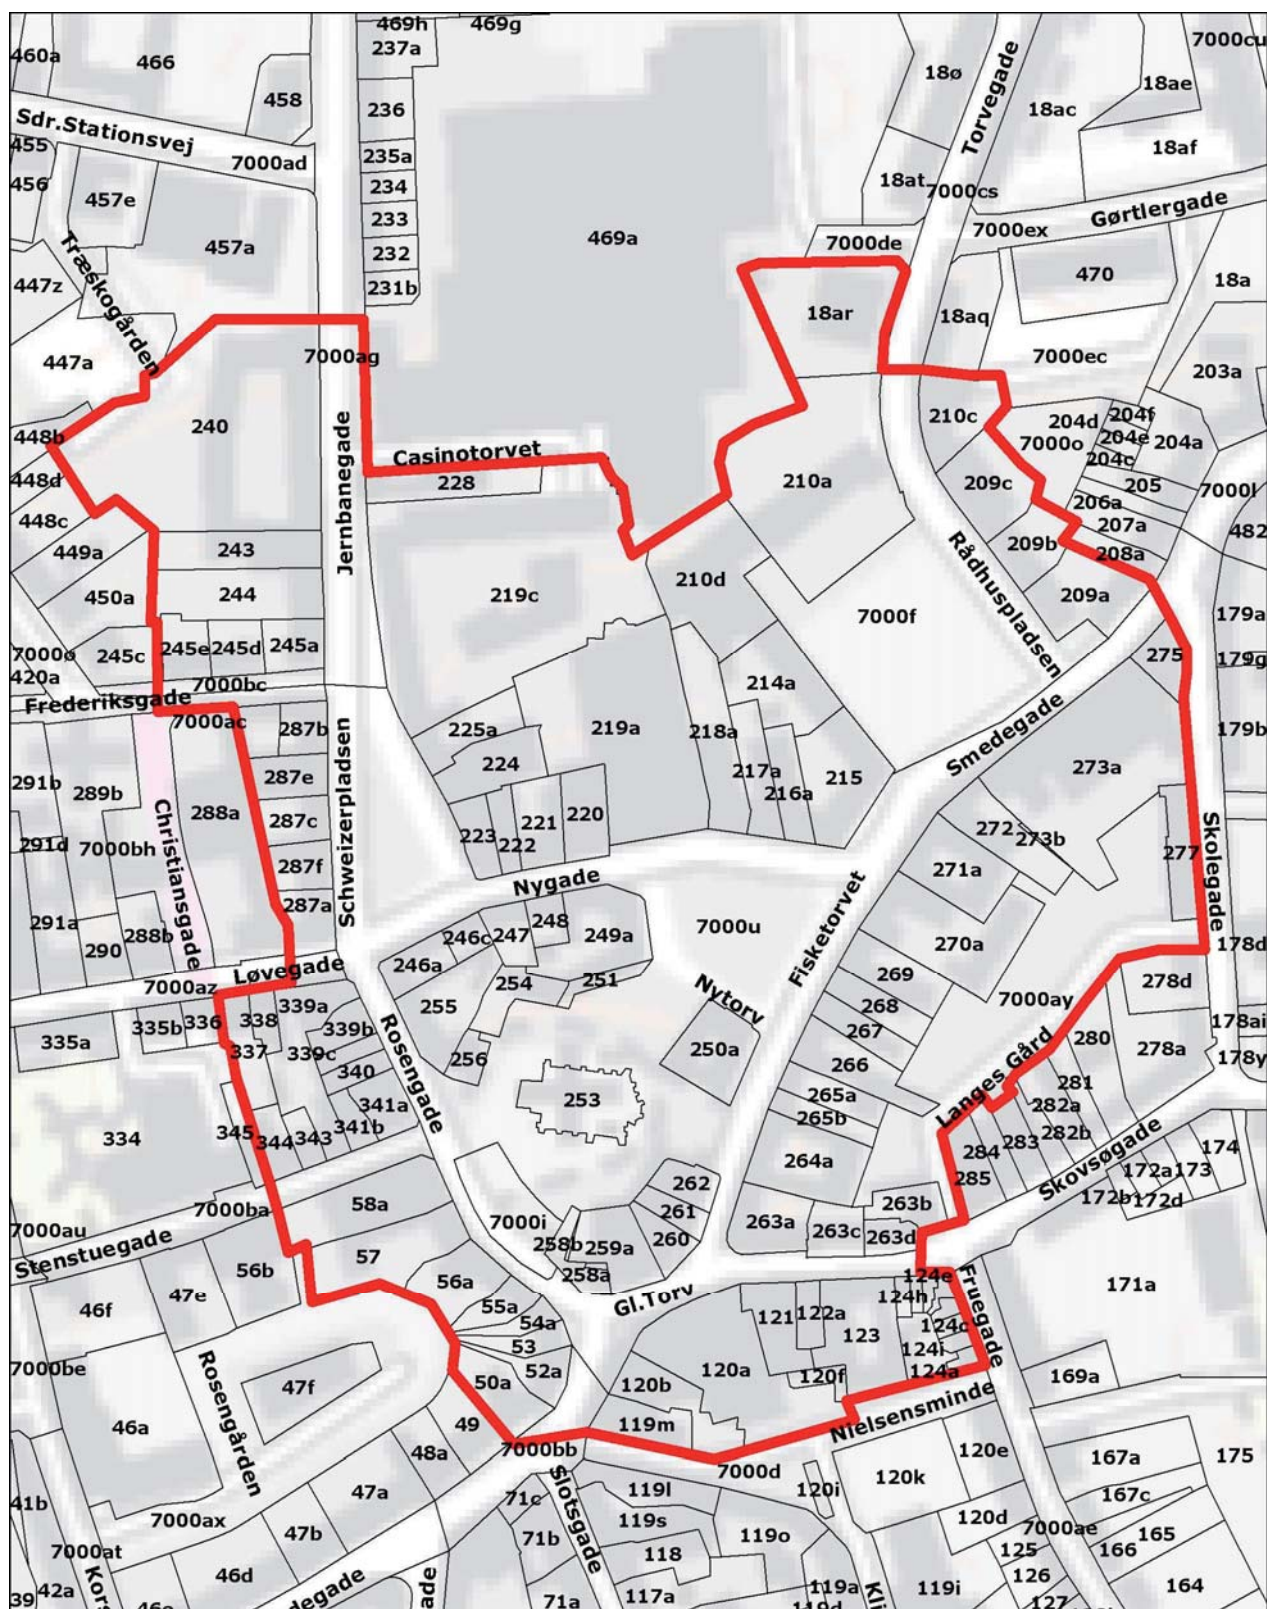 469h
469g
7000cu
460a
466
237a
18ø
18ae
458
236
Torvegade
18ac
Sdr.Stationsvej
455
7000ad
235a
18af
456
234
18at
7000cs
457e
233
Gørtlergade
7000ex
457a
232
469a
7000de
Træskogården
447z
231b
470
18a
18ar
18aq
447a
7000ag
7000ec
203a
240
210c
204d
204f
448b
Jernbanegade
7000o
204e
204a
Casinotorvet
204c
448d
228
210a
209c
205
7000l
448c
206a
207a
482
449a
243
209b
208a
Rådhuspladsen
450a
244
219c
210d
209a
7000f
179a
7000ø
245c
245e
245d
245a
275
179g
420a
7000bc
214a
Frederiksgade
7000ac
287b
Schweizerpladsen
225a
219a
218a
Smedegade
179b
291b
287e
224
217a
215
273a
289b
216a
Christiansgade
288a
287c
223
221
220
272
273b
277
Skolegade
291d
7000bh
222
287f
271a
Nygade
291a
287a
248
7000u
Fisketorvet
290
288b
246c
247
249a
270a
178d
Løvegade
246a
269
7000az
254
251
Nytorv
278d
7000ay
339a
255
268
335b
336
338
Rosengade
267
Langes Gård
280
178ai
335a
339b
256
250a
278a
337
339c
266
178y
340
253
265a
281
341a
265b
282a
334
345
344
343
341b
284
283
282b
174
264a
285
Skovsøgade
172a
173
262
172b
172d
58a
263b
7000ba
7000au
7000i
261
263a
263c
Stenstuegade
57
258b
259a
260
263d
56b
56a
258a
124e
Fruegade
46f
47e
Gl.Torv
124h
171a
55a
121
122a
54a
123
124c
53
7000be
Rosengården
52a
120a
124i
169a
47f
50a
120b
120f
124a
46a
49
119m
Nielsensminde
48a
7000bb
7000d
120e
167a
175
Slotsgade
120k
47a
71c
119l
120i
41b
167c
7000ax
119s
120d
47b
71b
119o
7000ae
165
7000at
118
125
166
42a
46d
119a
119i
126
164
39
71a
117a
127